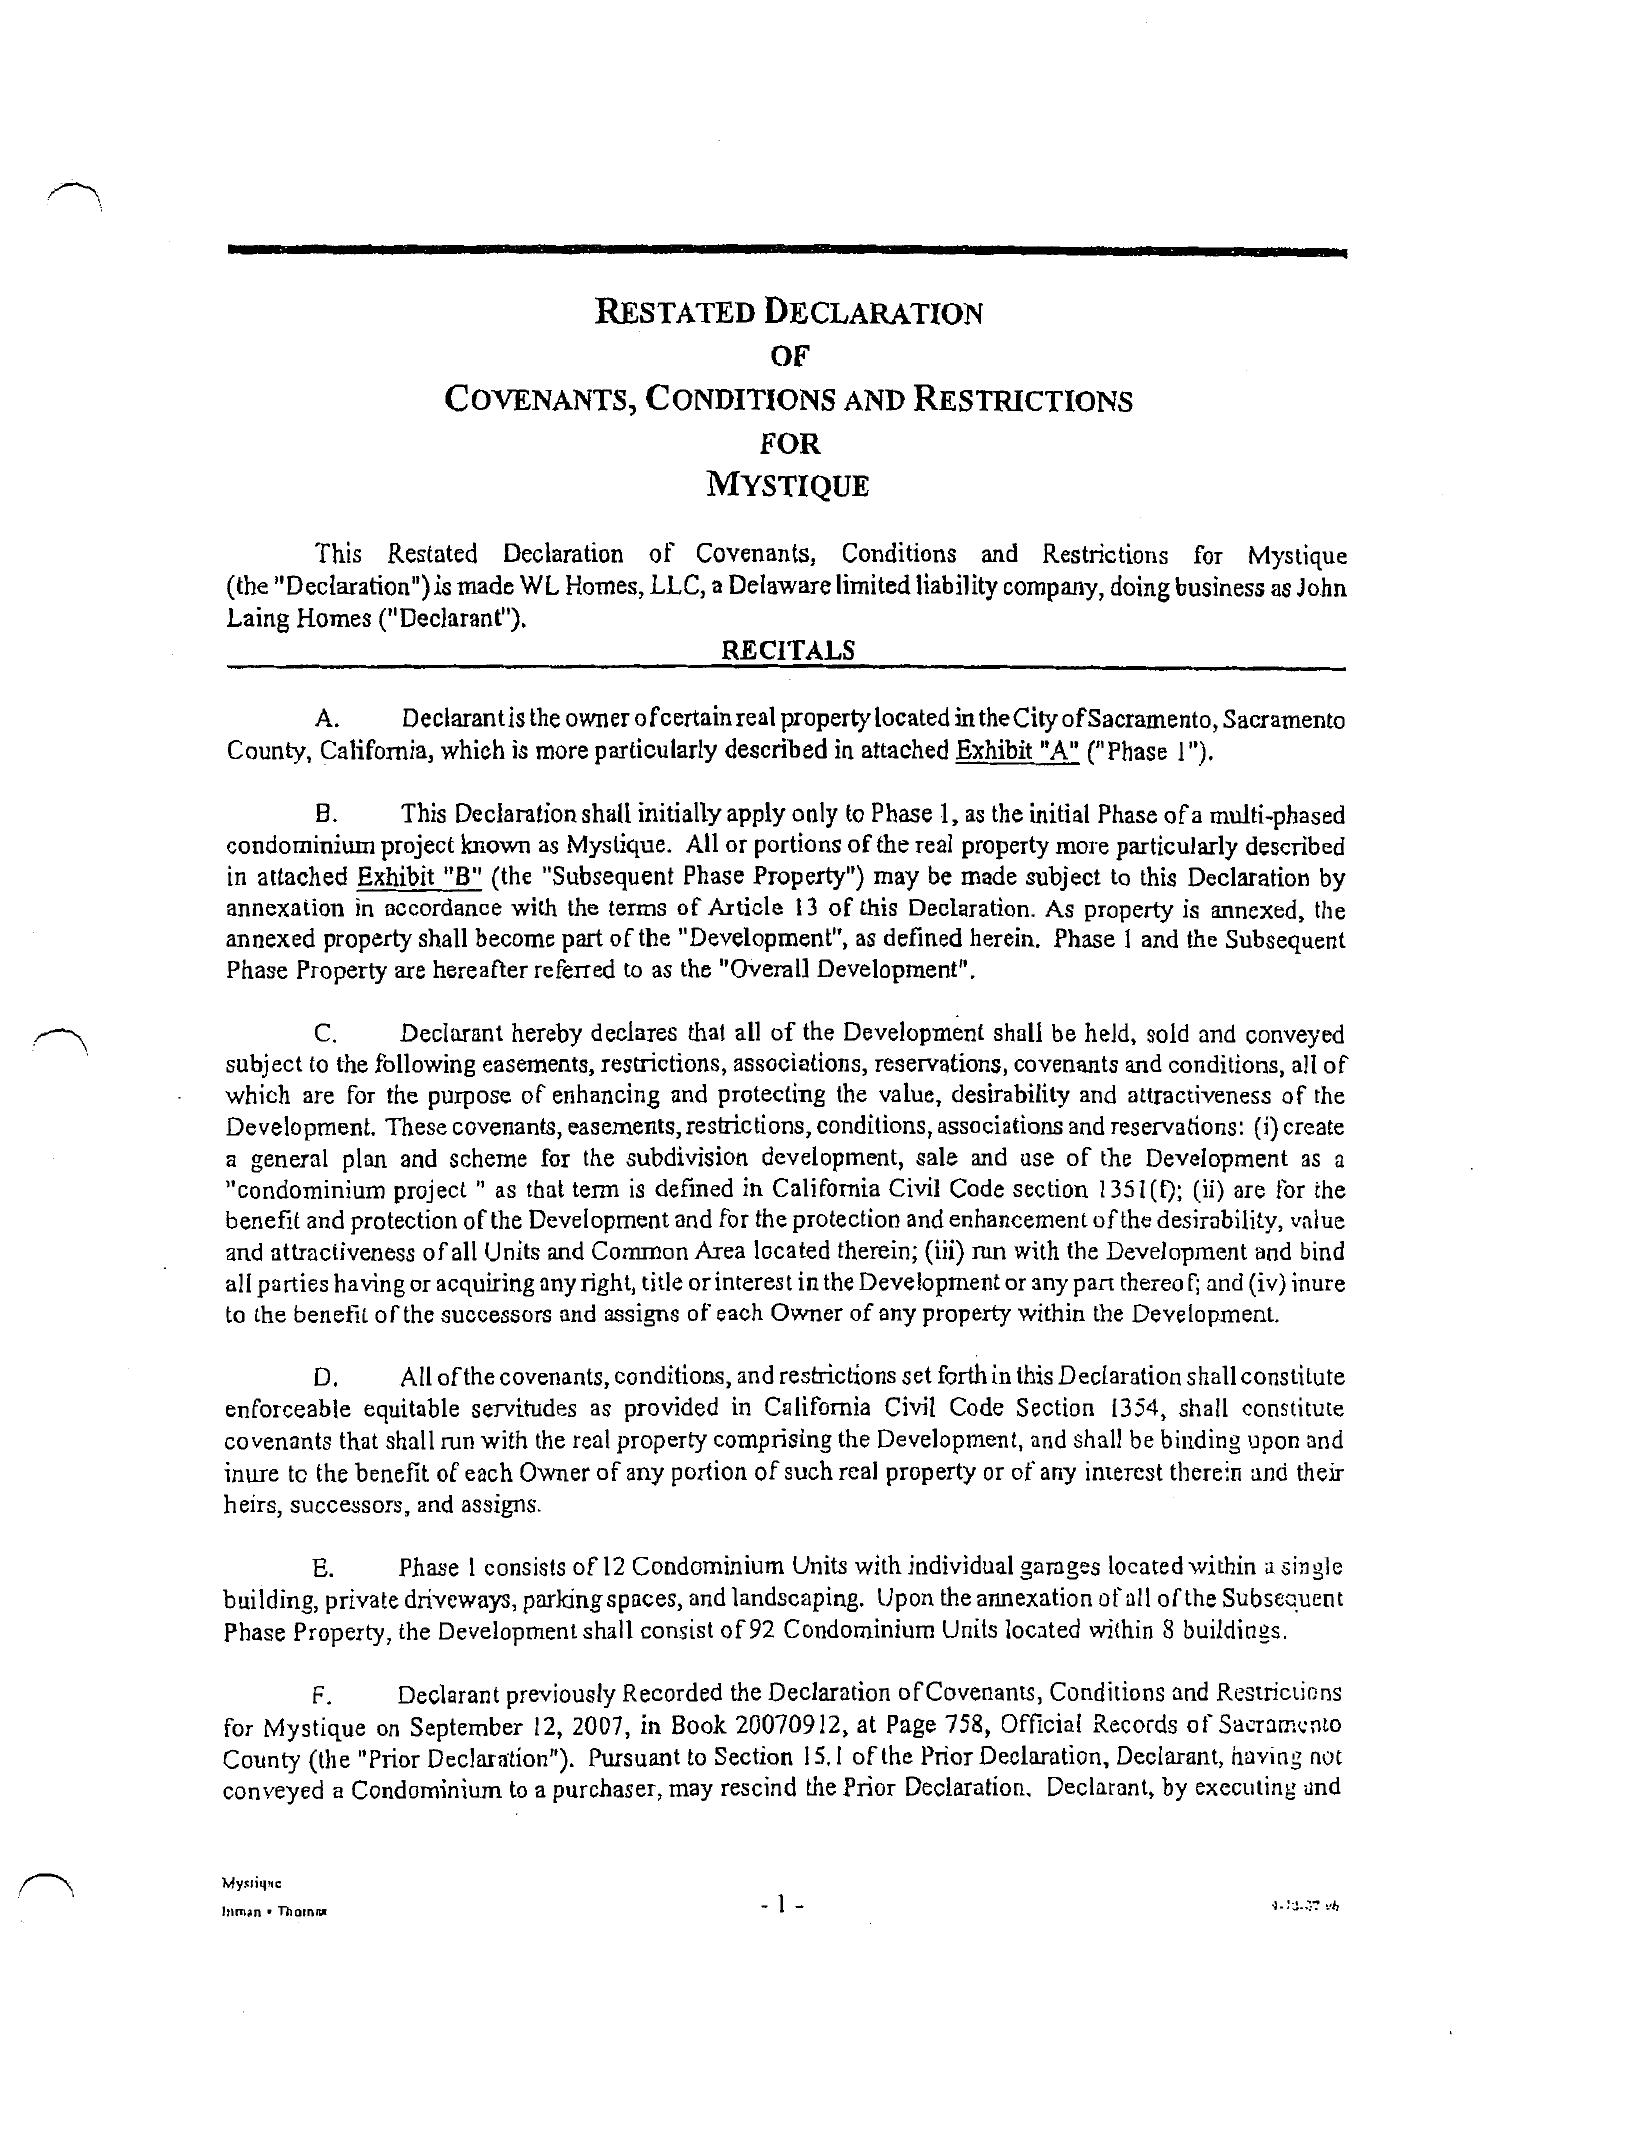 RESTATED DECLARATION
OF
COVENANTS, CONDITIONS AND RESTRICTIONS
FOR
MYSTIQUE
This Restated Declaration of Covenants, Conditions and Restrictions for Mystique
(the "Declaration") is made WL Homes, LLC, a Delaware limited liability company, doing business as John
Laing Homes ("Declarant").
RECITALS
A. Declarant is the owner of certain real property located in the City of Sacramento, Sacramento
County, California, which is more particularly described in attached Exhibit "A" ("Phase 1").
B. This Declaration shall initially apply only to Phase 1, as the initial Phase of a multi-phased
condominium project known as Mystique. All or portions of the real property more particularly described
in attached Exhibit "B" (the "Subsequent Phase Property") may be made subject to this Declaration by
annexation in accordance with the terms of Article 13 of this Declaration. As property is annexed, the
annexed property shall become part of the "Development", as defined herein. Phase 1 and the Subsequent
Phase Property are hereafter referred to as the "Overall Development".
C. Declarant hereby declares that all of the Development shall be held, sold and conveyed
subject to the following easements, restrictions, associations, reservations, covenants and conditions, all of
which are for the purpose of enhancing and protecting the value, desirability and attractiveness of the
Development. These covenants, easements, restrictions, conditions, associations and reservations: (i) create
a general plan and scheme for the subdivision development, sale and use of the Development as a
"condominium project " as that term is defined in California Civil Code section 1351(f); (ii) are for the
benefit and protection of the Development and for the protection and enhancement of the desirability, value
and attractiveness of all Units and Common Area located therein; (iii) run with the Development and bind
all parties having or acquiring any right, title or interest in the Development or any part thereof; and (iv) inure
to the benefit of the successors and assigns of each Owner of any property within the Development.
D. All of the covenants, conditions, and restrictions set forth in this Declaration shall constitute
enforceable equitable servitudes as provided in California Civil Code Section 1354, shall constitute
covenants that shall run with the real property comprising the Development, and shall be binding upon and
inure to the benefit of each Owner of any portion of such real property or of any interest therein and their
heirs, successors, and assigns.
E. Phase 1 consists of 12 Condominium Units with individual garages located within a single
building, private driveways, parking spaces, and landscaping. Upon the annexation of all of the Subsequent
Phase Property, the Development shall consist of 92 Condominium Units located within 8 buildings.
F. Declarant previously Recorded the Declaration of Covenants, Conditions and Restrictions
for Mystique on September 12, 2007, in Book 20070912, at Page 758, Official Records of Sacramento
County (the "Prior Declaration"). Pursuant to Section 15.1 of the Prior Declaration, Declarant, having not
conveyed a Condominium to a purchaser, may rescind the Prior Declaration. Declarant, by executing and
Mystique
Inman • Thomas
- 1 -